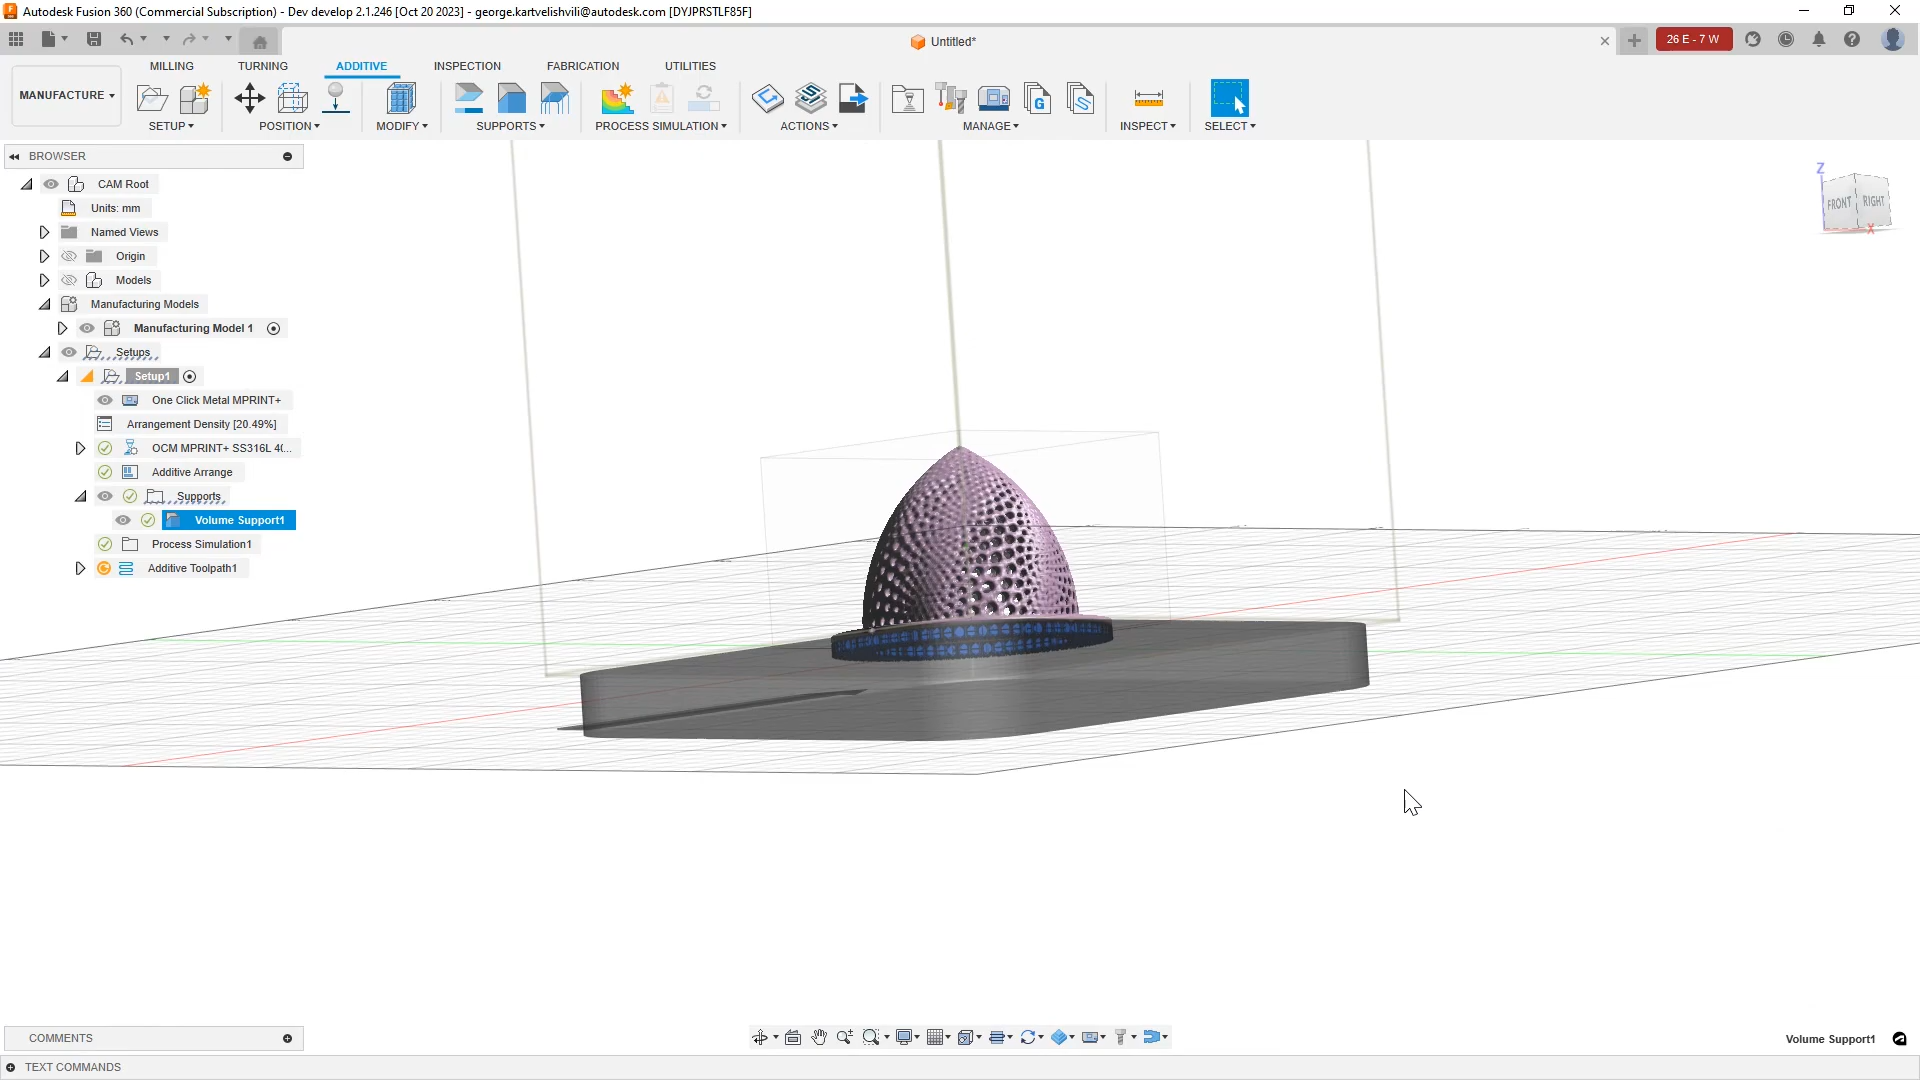 Autodesk Fusion 360 (Commercial Subscription) - Dev develop 2.1.246 [Oct 20 2023] - george.kartvelishvili@autodesk.com [DYJPRSTLF85F]
Untitled*
26 E - 7 W
MILLING TURNING ADDITIVE INSPECTION FABRICATION UTILITIES
MANUFACTURE
SETUP POSITION MODIFY SUPPORTS PROCESS SIMULATION ACTIONS MANAGE INSPECT SELECT
BROWSER
CAM Root
Units: mm
Named Views
Origin
Models
Manufacturing Models
Manufacturing Model 1
Setups
Setup1
One Click Metal MPRINT+
Arrangement Density [20.49%]
OCM MPRINT+ SS316L 4(...
Additive Arrange
Supports
Volume Support1
Process Simulation1
Additive Toolpath1
Z
FRONT RIGHT
X
COMMENTS
Volume Support1
TEXT COMMANDS